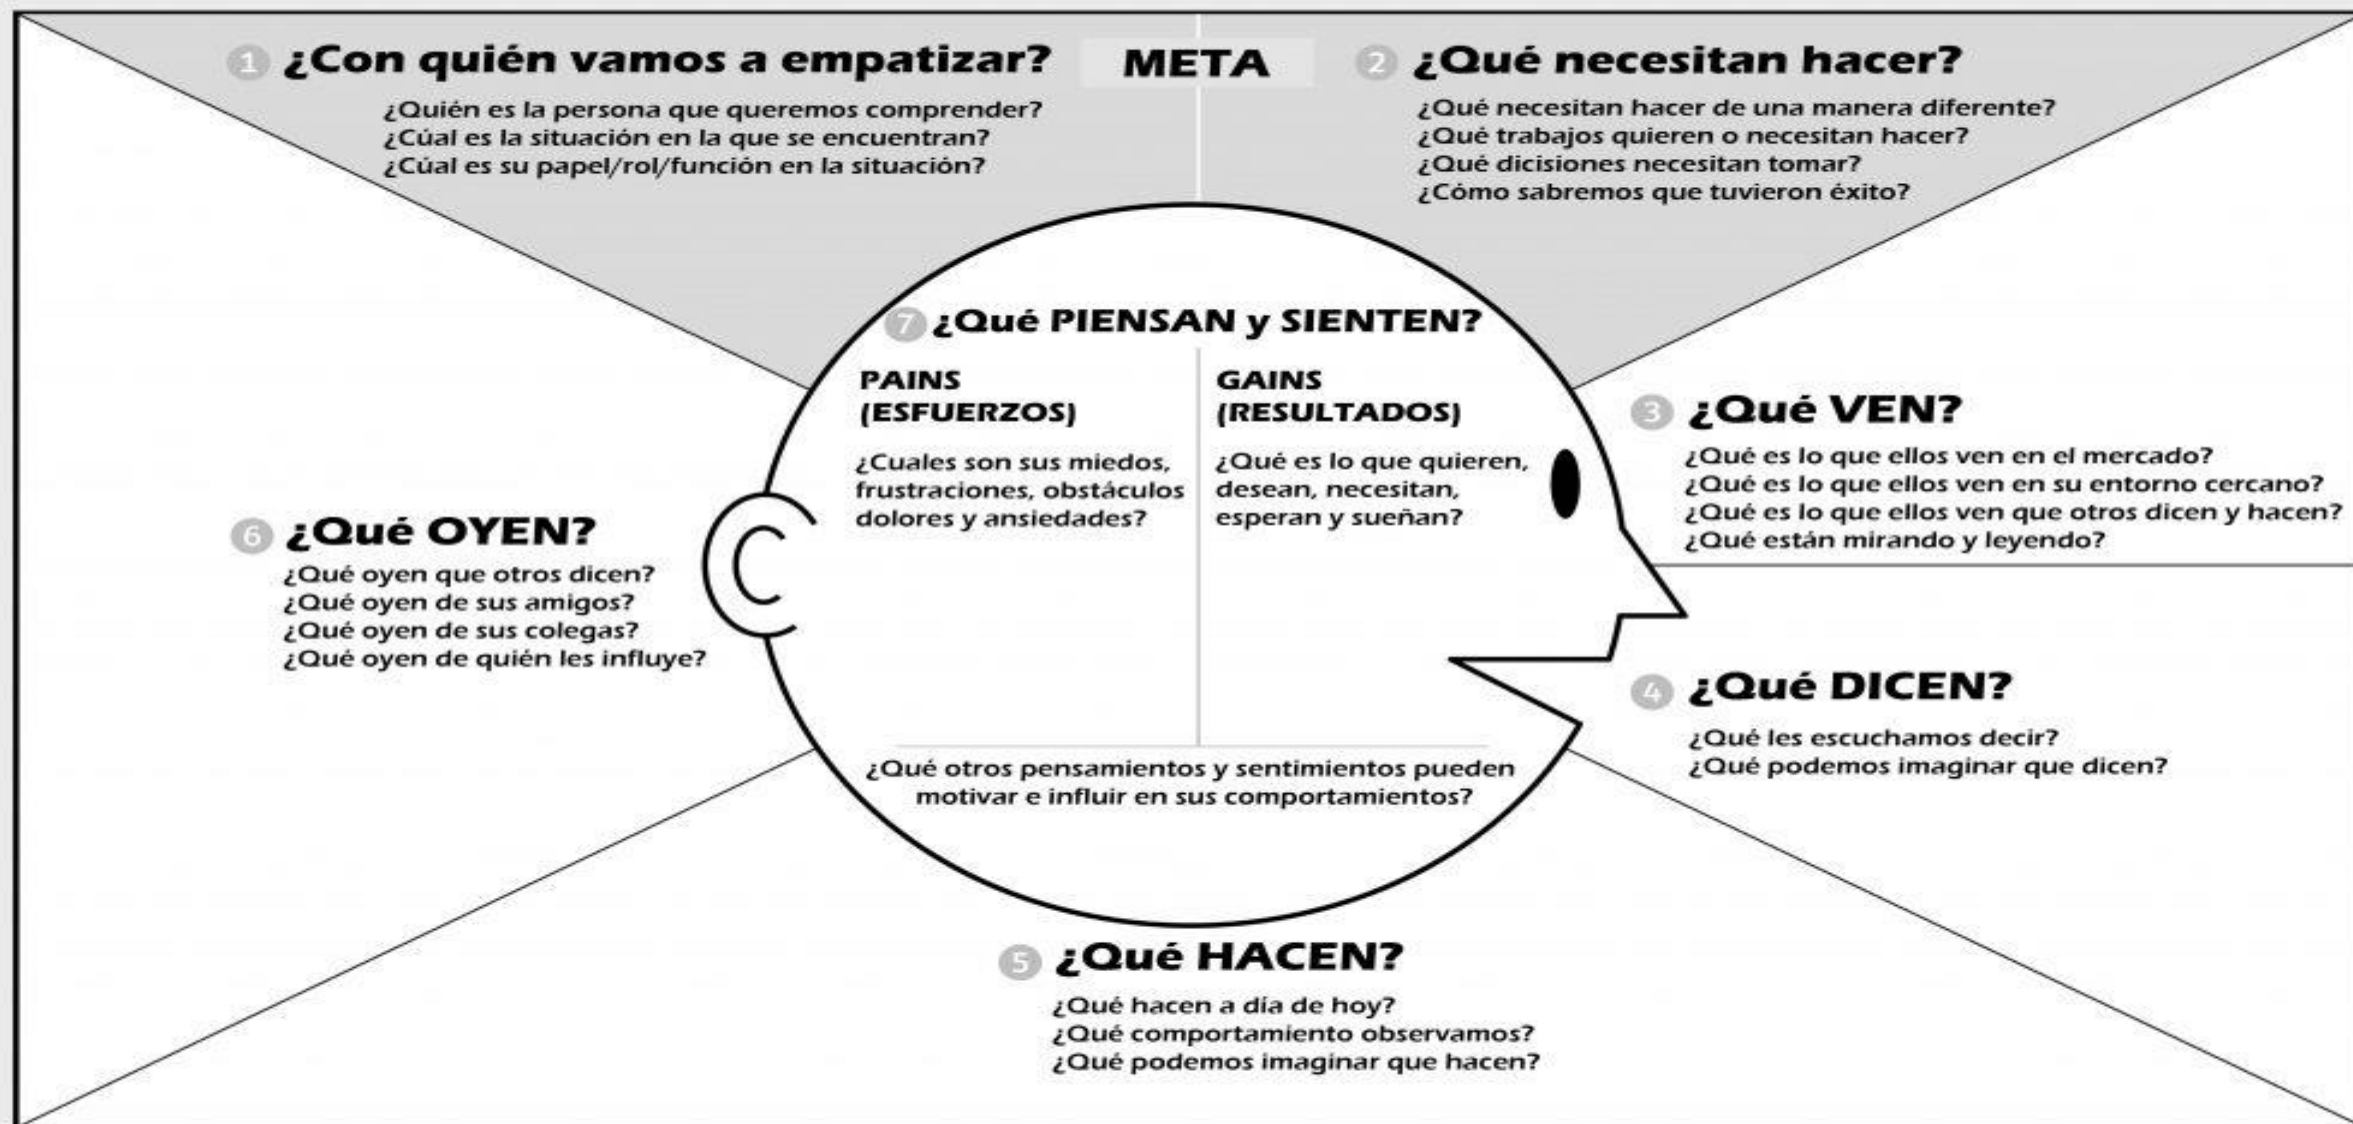 1 ¿Con quién vamos a empatizar?
¿Quién es la persona que queremos comprender?
¿Cúal es la situación en la que se encuentran?
¿Cúal es su papel/rol/función en la situación?
META
2 ¿Qué necesitan hacer?
¿Qué necesitan hacer de una manera diferente?
¿Qué trabajos quieren o necesitan hacer?
¿Qué dicisiones necesitan tomar?
¿Cómo sabremos que tuvieron éxito?
3 ¿Qué VEN?
¿Qué es lo que ellos ven en el mercado?
¿Qué es lo que ellos ven en su entorno cercano?
¿Qué es lo que ellos ven que otros dicen y hacen?
¿Qué están mirando y leyendo?
4 ¿Qué DICEN?
¿Qué les escuchamos decir?
¿Qué podemos imaginar que dicen?
5 ¿Qué HACEN?
¿Qué hacen a día de hoy?
¿Qué comportamiento observamos?
¿Qué podemos imaginar que hacen?
6 ¿Qué OYEN?
¿Qué oyen que otros dicen?
¿Qué oyen de sus amigos?
¿Qué oyen de sus colegas?
¿Qué oyen de quién les influye?
7 ¿Qué PIENSAN y SIENTEN?
PAINS
(ESFUERZOS)
¿Cuales son sus miedos,
frustraciones, obstáculos
dolores y ansiedades?
GAINS
(RESULTADOS)
¿Qué es lo que quieren,
desean, necesitan,
esperan y sueñan?
¿Qué otros pensamientos y sentimientos pueden
motivar e influir en sus comportamientos?